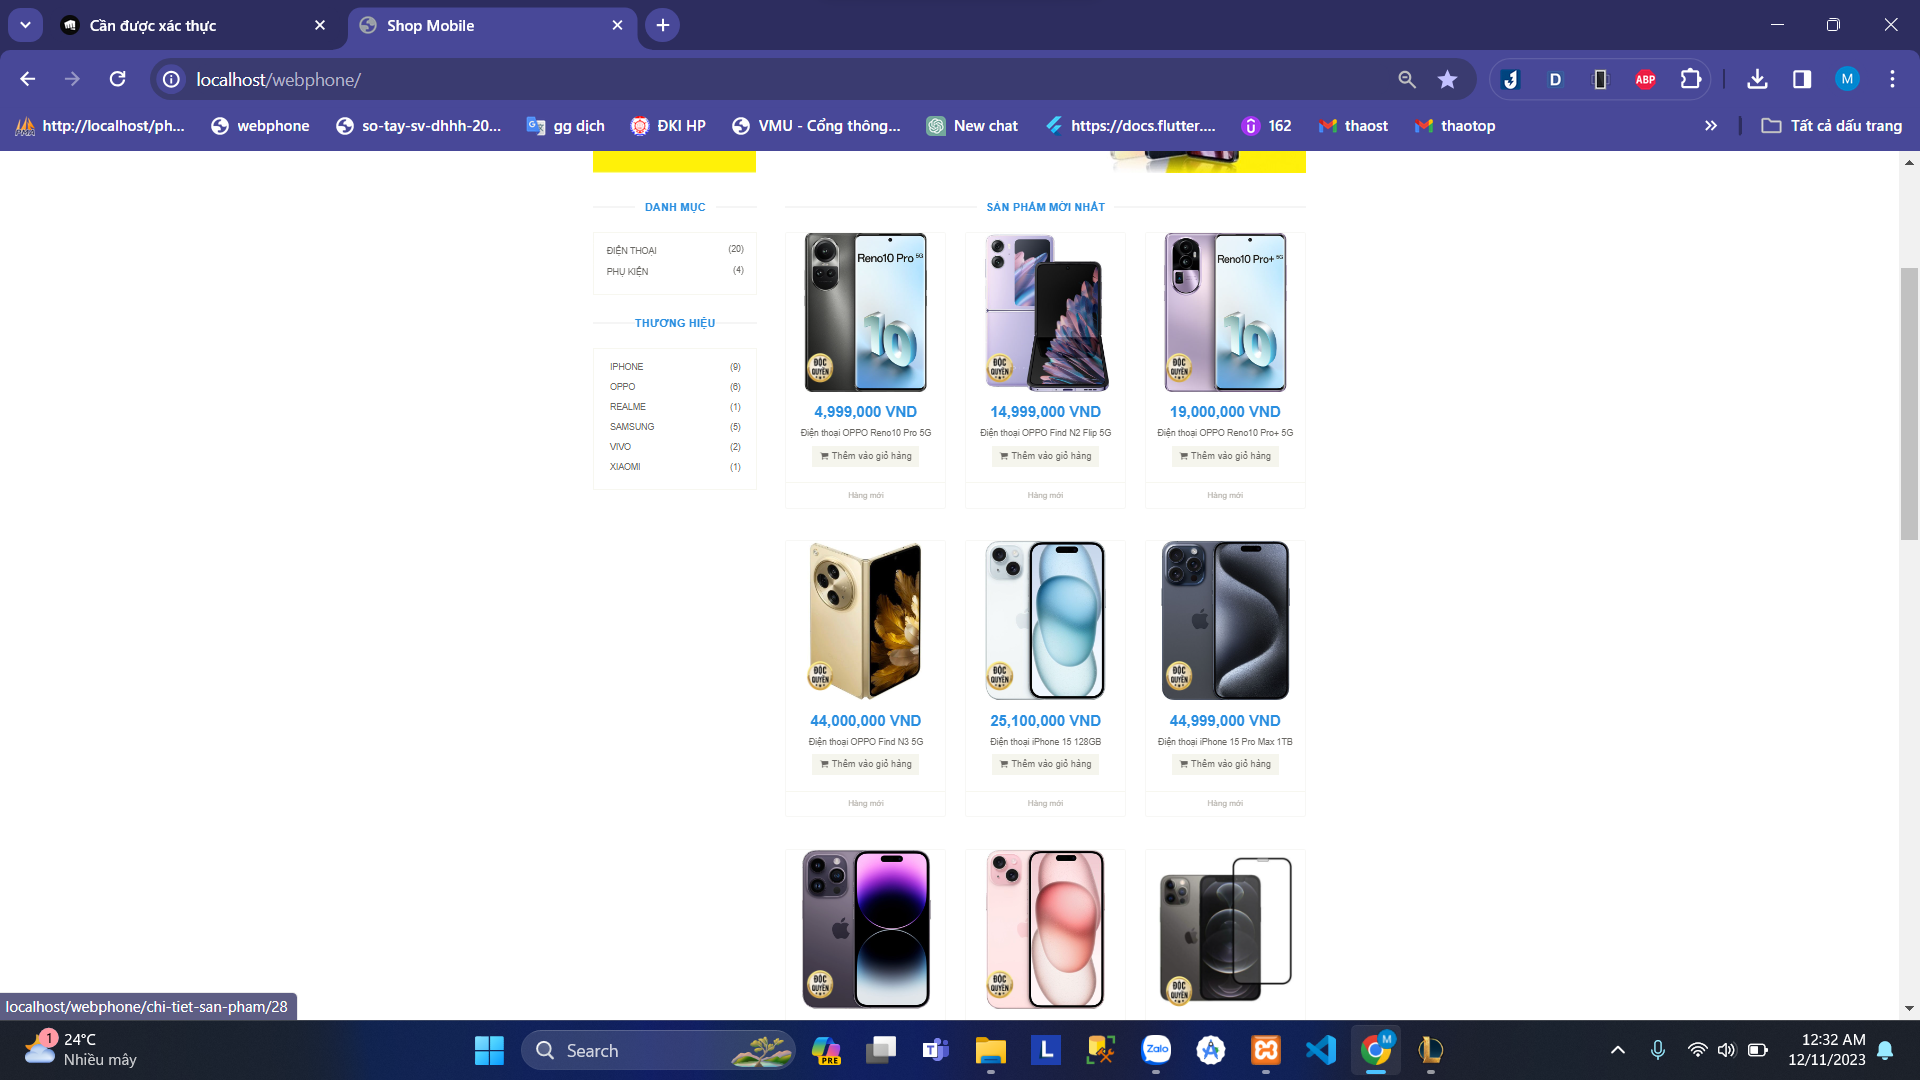 Cần được xác thực
Shop Mobile
localhost/webphone/
D
ABP
M
http://localhost/ph...
webphone
so-tay-sv-dhhh-20...
gg dịch
ĐKI HP
VMU - Cổng thông...
New chat
https://docs.flutter....
162
thaost
thaotop
Tất cả dấu trang
DANH MỤC
ĐIỆN THOẠI (20)
PHỤ KIỆN (4)
THƯƠNG HIỆU
IPHONE (9)
OPPO (6)
REALME (1)
SAMSUNG (5)
VIVO (2)
XIAOMI (1)
SẢN PHẨM MỚI NHẤT
Reno10 Pro 5G
10
ĐỘC QUYỀN
ĐỘC QUYỀN
Reno10 Pro+ 5G
10
ĐỘC QUYỀN
4,999,000 VND
14,999,000 VND
19,000,000 VND
Điện thoại OPPO Reno10 Pro 5G
Điện thoại OPPO Find N2 Flip 5G
Điện thoại OPPO Reno10 Pro+ 5G
Thêm vào giỏ hàng
Thêm vào giỏ hàng
Thêm vào giỏ hàng
Hàng mới
Hàng mới
Hàng mới
ĐỘC QUYỀN
ĐỘC QUYỀN
ĐỘC QUYỀN
44,000,000 VND
25,100,000 VND
44,999,000 VND
Điện thoại OPPO Find N3 5G
Điện thoại iPhone 15 128GB
Điện thoại iPhone 15 Pro Max 1TB
Thêm vào giỏ hàng
Thêm vào giỏ hàng
Thêm vào giỏ hàng
Hàng mới
Hàng mới
Hàng mới
ĐỘC QUYỀN
ĐỘC QUYỀN
ĐỘC QUYỀN
localhost/webphone/chi-tiet-san-pham/28
1
24°C
Nhiều mây
Search
PRE
T
L
Zalo
M
12:32 AM
12/11/2023